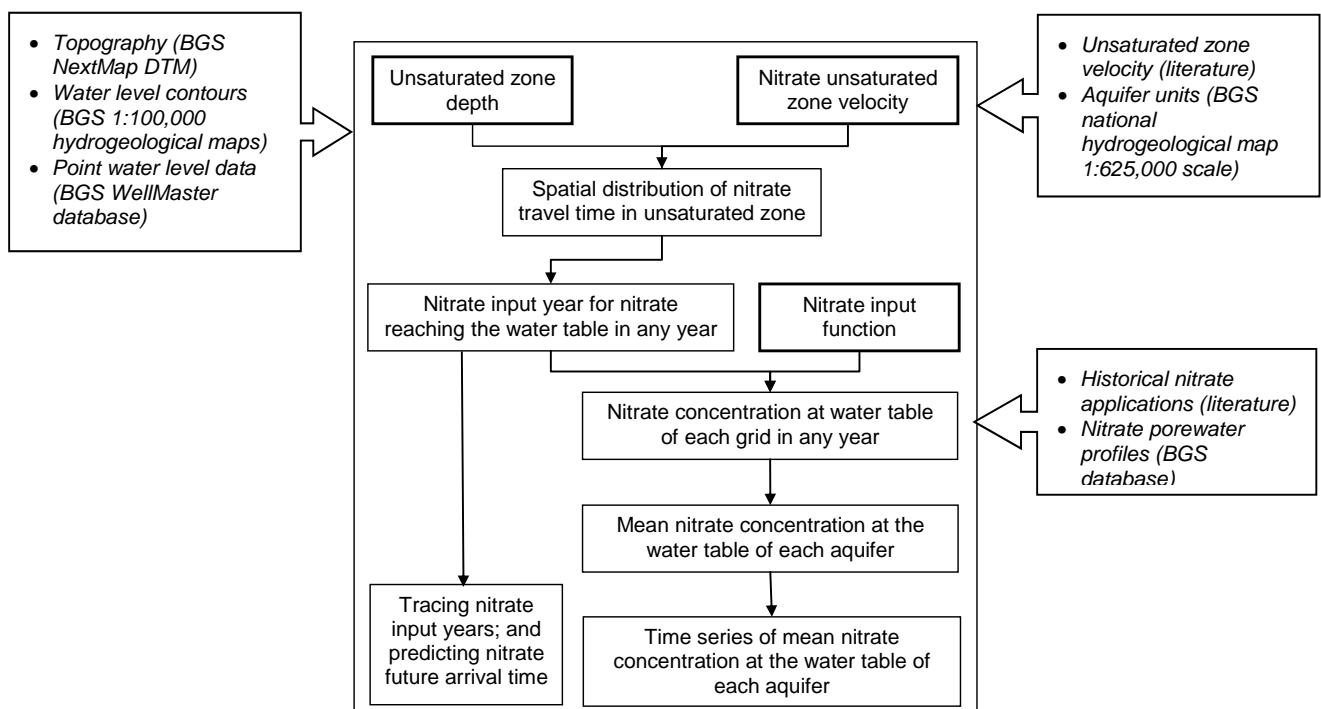 • Topography (BGS
NextMap DTM)
• Water level contours
(BGS 1:100,000
hydrogeological maps)
• Point water level data
(BGS WellMaster
database)
Unsaturated zone
depth
Nitrate unsaturated
zone velocity
• Unsaturated zone
velocity (literature)
• Aquifer units (BGS
national
hydrogeological map
1:625,000 scale)
Spatial distribution of nitrate
travel time in unsaturated zone
Nitrate input year for nitrate
reaching the water table in any year
Nitrate input
function
• Historical nitrate
applications (literature)
• Nitrate porewater
profiles (BGS
database)
Nitrate concentration at water table
of each grid in any year
Mean nitrate concentration at the
water table of each aquifer
Tracing nitrate
input years; and
predicting nitrate
future arrival time
Time series of mean nitrate
concentration at the water table of
each aquifer